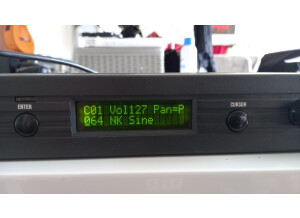 ENTER
CURSOR
C01 Vol127 Pan=P
064 NK Sine